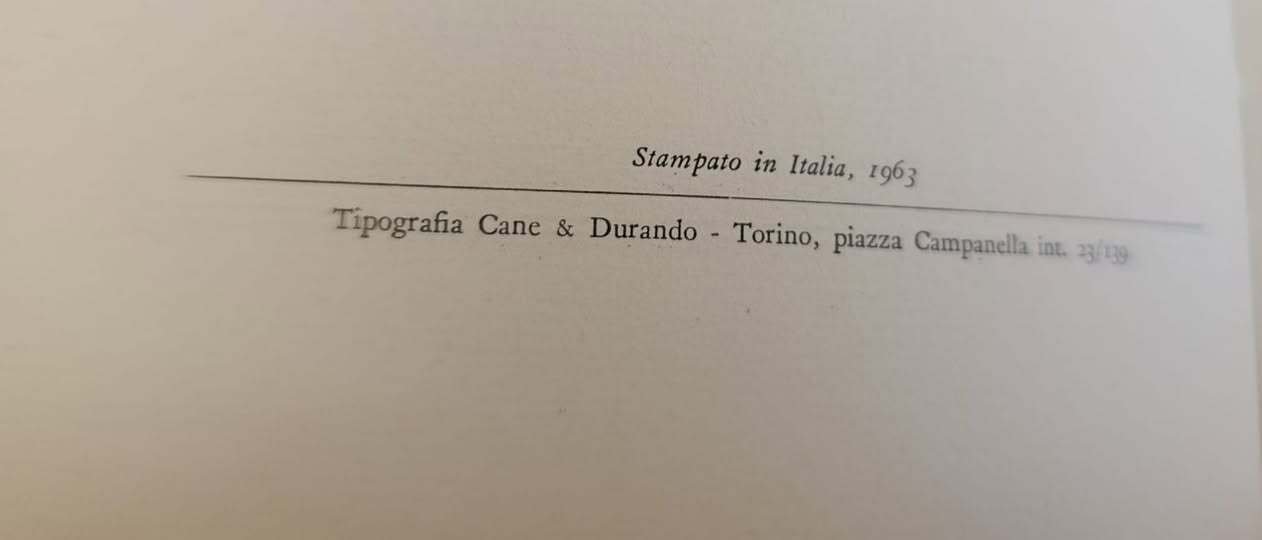 Stampato in Italia, 1963
Tipografia Cane & Durando - Torino, piazza Campanella int. 23/139